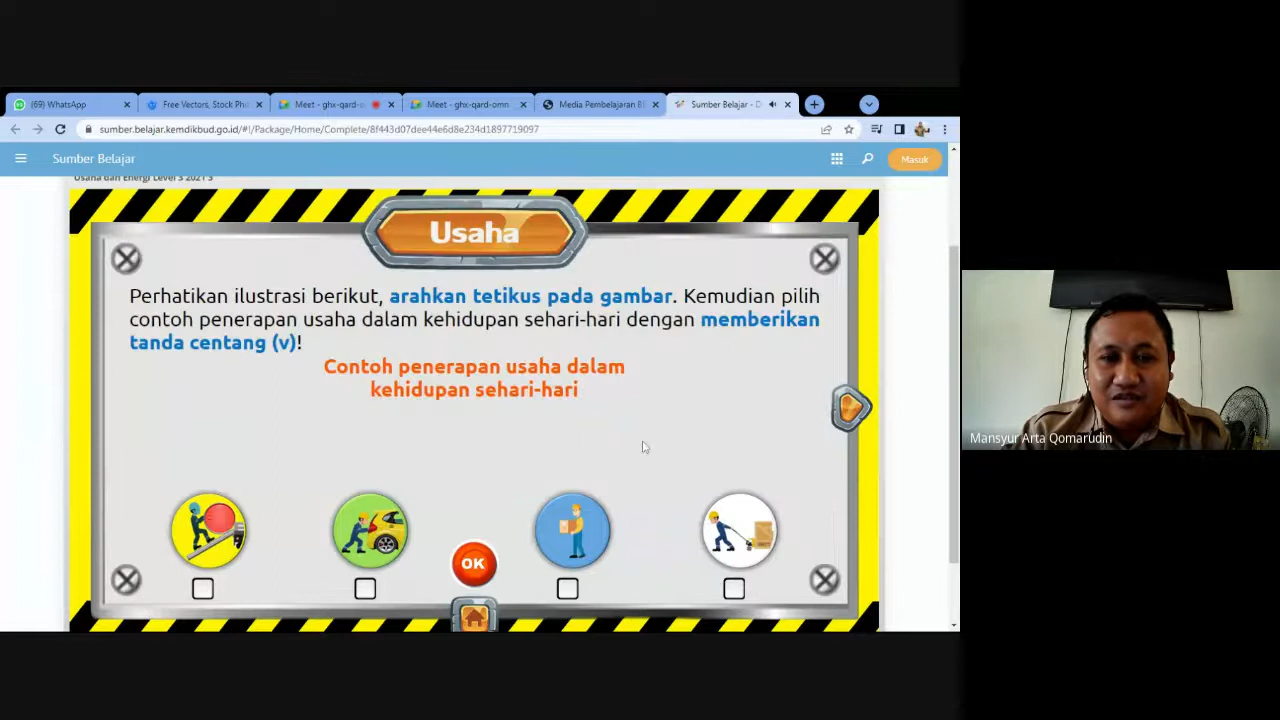 (69) WhatsApp
Free Vectors, Stock Ph
Meet - ghx-qard-o
Meet - ghx-qard-omn
Media Pembelajaran B
Sumber Belajar - D
sumber.belajar.kemdikbud.go.id/#!/Package/Home/Complete/8f443d07dee44e6d8e234d1897719097
Sumber Belajar
Masuk
Usaha dan Energi Level 3 2021 3
Usaha
Perhatikan ilustrasi berikut, arahkan tetikus pada gambar. Kemudian pilih
contoh penerapan usaha dalam kehidupan sehari-hari dengan memberikan
tanda centang (v)!
Contoh penerapan usaha dalam
kehidupan sehari-hari
OK
Mansyur Arta Qomarudin